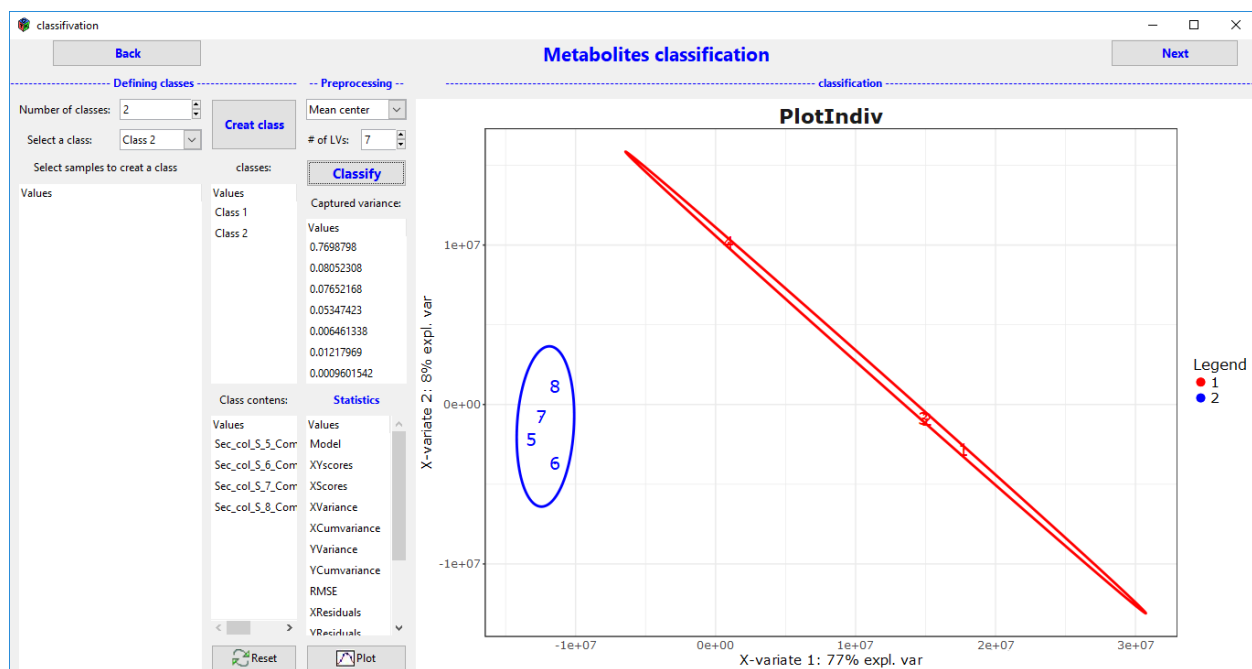 classifivation
Back
Metabolites classification
Next
Defining classes
Preprocessing
classification
Number of classes: 2
Creat class
Mean center
Select a class: Class 2
# of LVs: 7
Select samples to creat a class
classes:
Classify
Values
Values
Class 1
Class 2
Captured variance:
Values
0.7698798
0.08052308
0.07652168
0.05347423
0.006461338
0.01217969
0.0009601542
Class contens:
Values
Sec_col_S_5_Com
Sec_col_S_6_Com
Sec_col_S_7_Com
Sec_col_S_8_Com
Reset
Statistics
Values
Model
XYscores
XScores
XVariance
XCumvariance
YVariance
YCumvariance
RMSE
XResiduals
YResiduals
Plot
PlotIndiv
X-variate 2: 8% expl. var
1e+07
0e+00
-1e+07
4
1
8
7
5
6
-1e+07
0e+00
1e+07
2e+07
3e+07
X-variate 1: 77% expl. var
Legend
1
2